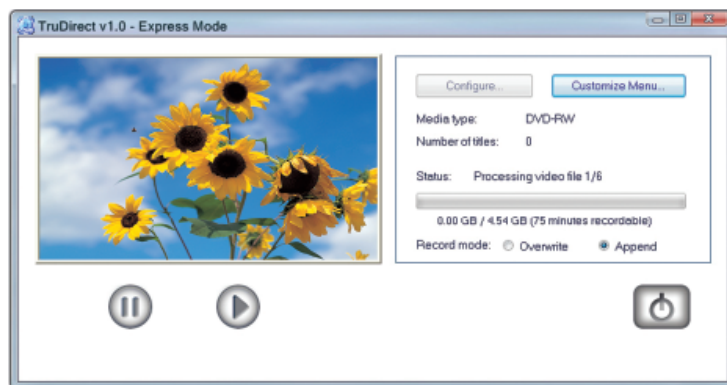 TruDirect v1.0 - Express Mode
Configure... Customize Menu...
Media type: DVD-RW
Number of titles: 0
Status: Processing video file 1/6
0.00 GB / 4.54 GB (75 minutes recordable)
Record mode: Overwrite Append